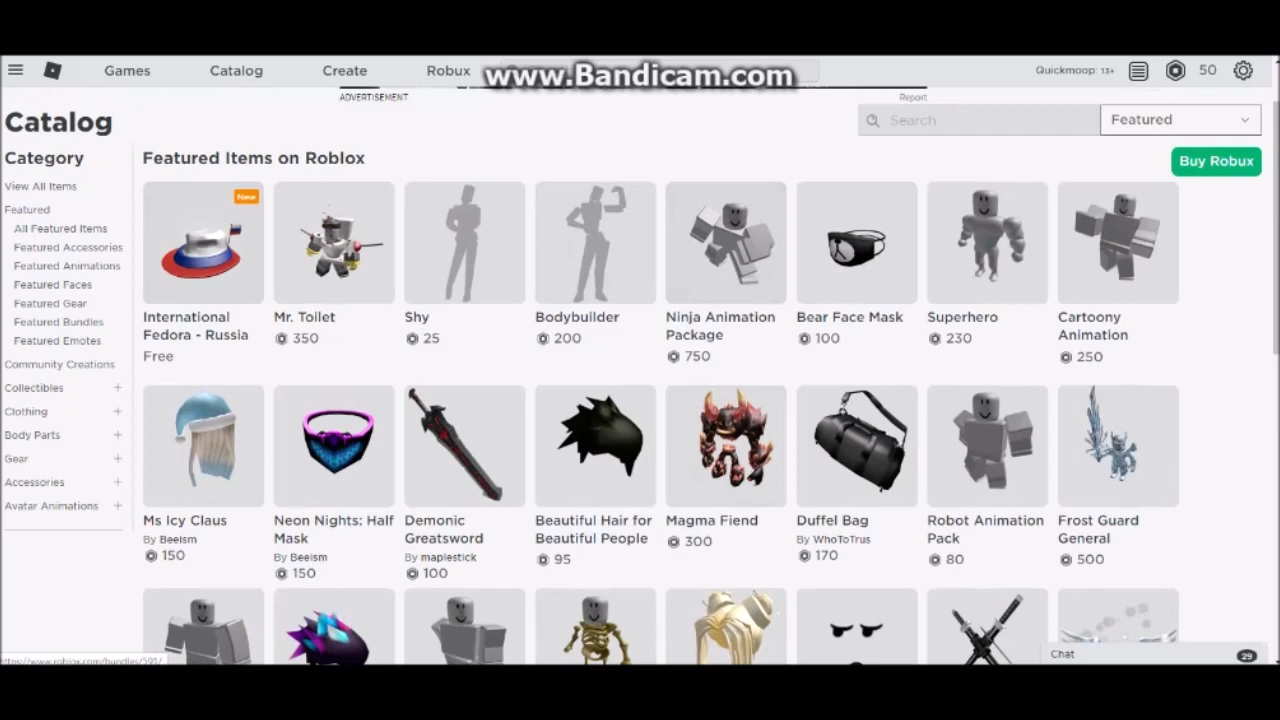 Games Catalog Create Robux
www.Bandicam.com
Quickmoop: 13+
50
ADVERTISEMENT
Report
Catalog
Search
Featured
Category
Featured Items on Roblox
Buy Robux
View All Items
Featured
All Featured Items
Featured Accessories
Featured Animations
Featured Faces
Featured Gear
Featured Bundles
Featured Emotes
Community Creations
Collectibles +
Clothing +
Body Parts +
Gear +
Accessories +
Avatar Animations +
New
International
Fedora - Russia
Free
Mr. Toilet
350
Shy
25
Bodybuilder
200
Ninja Animation
Package
750
Bear Face Mask
100
Superhero
230
Cartoony
Animation
250
Ms Icy Claus
By Beeism
150
Neon Nights: Half
Mask
By Beeism
150
Demonic
Greatsword
By maplestick
100
Beautiful Hair for
Beautiful People
95
Magma Fiend
300
Duffel Bag
By WhoToTrus
170
Robot Animation
Pack
80
Frost Guard
General
500
Chat
29
ttps://www.roblox.com/bundles/591/